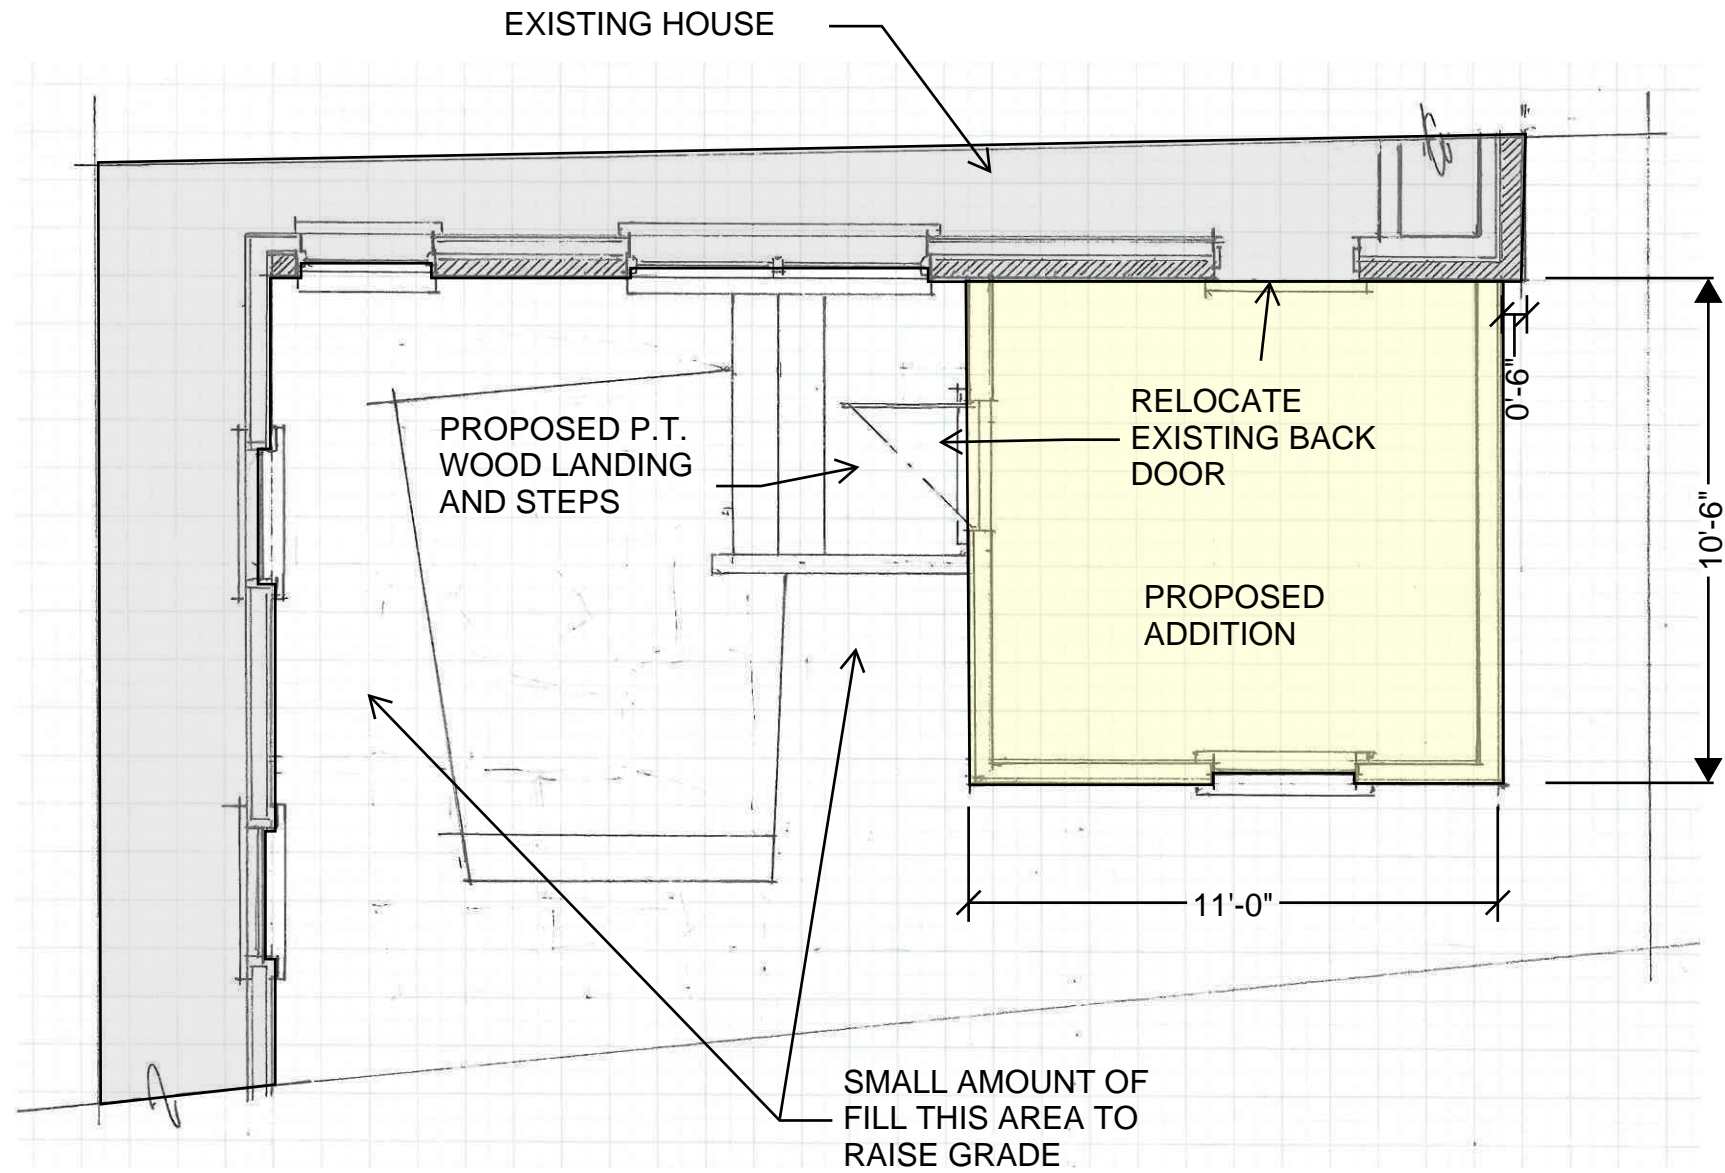 EXISTING HOUSE
0'-6"
RELOCATE
EXISTING BACK
DOOR
PROPOSED P.T.
WOOD LANDING
AND STEPS
10'-6"
PROPOSED
ADDITION
11'-0"
SMALL AMOUNT OF
FILL THIS AREA TO
RAISE GRADE